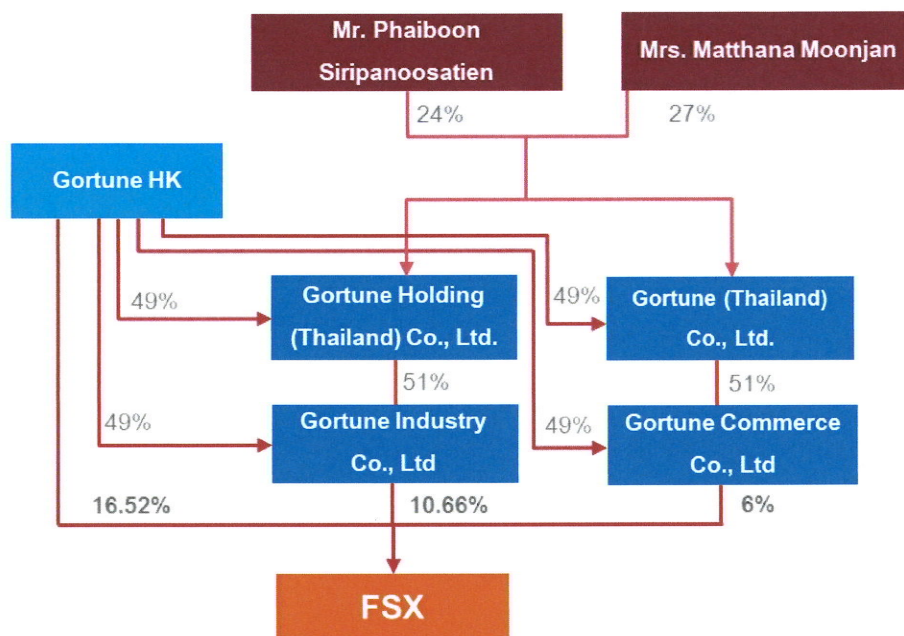 Mr. Phaiboon
Siripanoosatien
Mrs. Matthana Moonjan
24%
27%
Gortune HK
49%
Gortune Holding
(Thailand) Co., Ltd.
49%
Gortune (Thailand)
Co., Ltd.
51%
51%
49%
Gortune Industry
Co., Ltd
49%
Gortune Commerce
Co., Ltd
16.52%
10.66%
6%
FSX